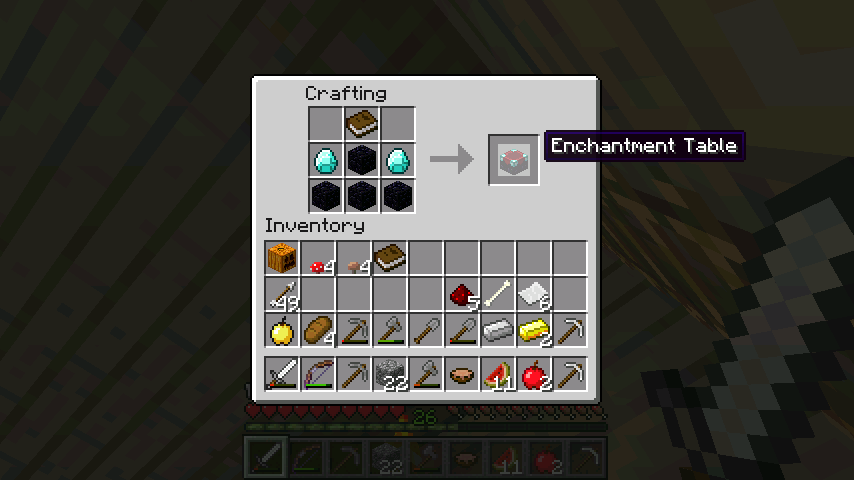 Crafting
Enchantment Table
Inventory
4 4
49 5 6
4 2
22 11 2
26
22 11 2